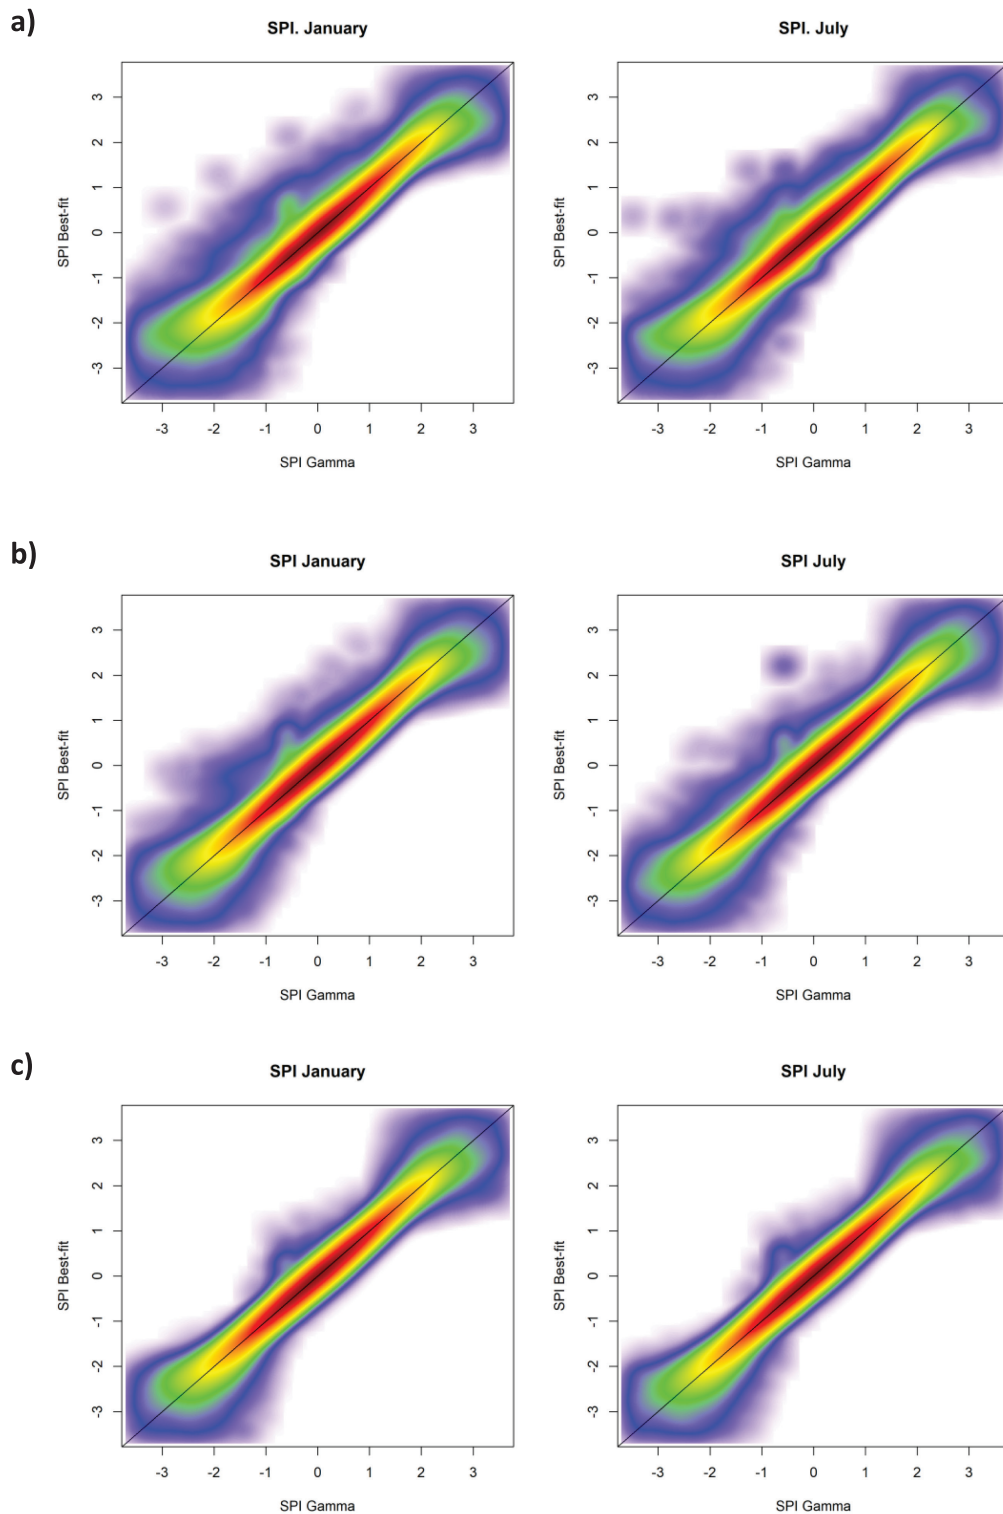 a)
SPI. January
SPI. July
3
2
1
0
-1
-2
-3
SPI Best-fit
-3 -2 -1 0 1 2 3
SPI Gamma
3
2
1
0
-1
-2
-3
SPI Best-fit
-3 -2 -1 0 1 2 3
SPI Gamma
b)
SPI January
SPI July
3
2
1
0
-1
-2
-3
SPI Best-fit
-3 -2 -1 0 1 2 3
SPI Gamma
3
2
1
0
-1
-2
-3
SPI Best-fit
-3 -2 -1 0 1 2 3
SPI Gamma
c)
SPI January
SPI July
3
2
1
0
-1
-2
-3
SPI Best-fit
-3 -2 -1 0 1 2 3
SPI Gamma
3
2
1
0
-1
-2
-3
SPI Best-fit
-3 -2 -1 0 1 2 3
SPI Gamma